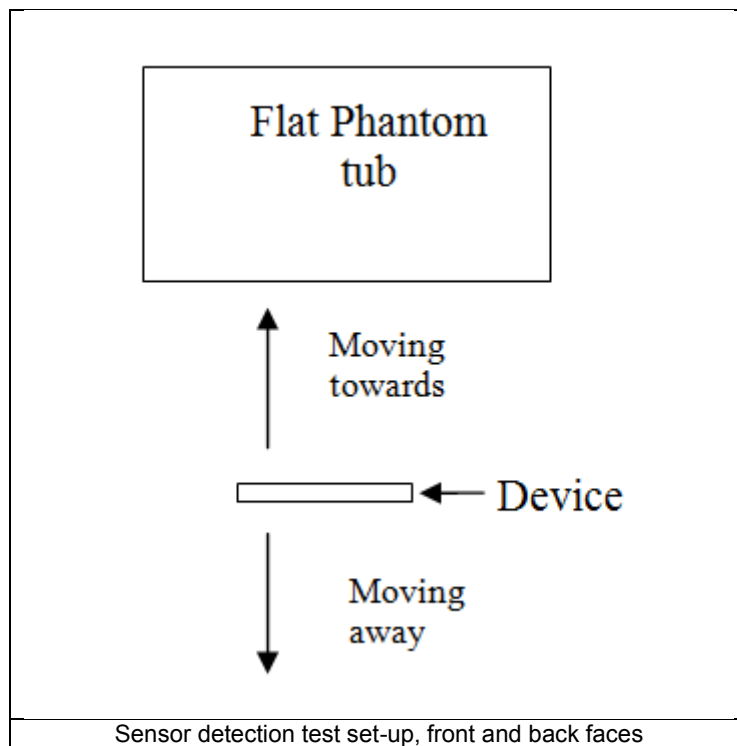 Flat Phantom
tub
Moving
towards
Device
Moving
away
Sensor detection test set-up, front and back faces